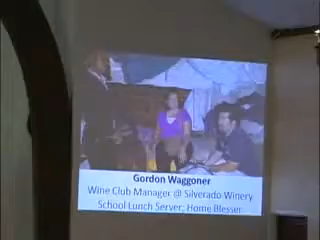 Gordon Waggoner
Wine Club Manager @ Silverado Winery
School Lunch Server; Home Blesser